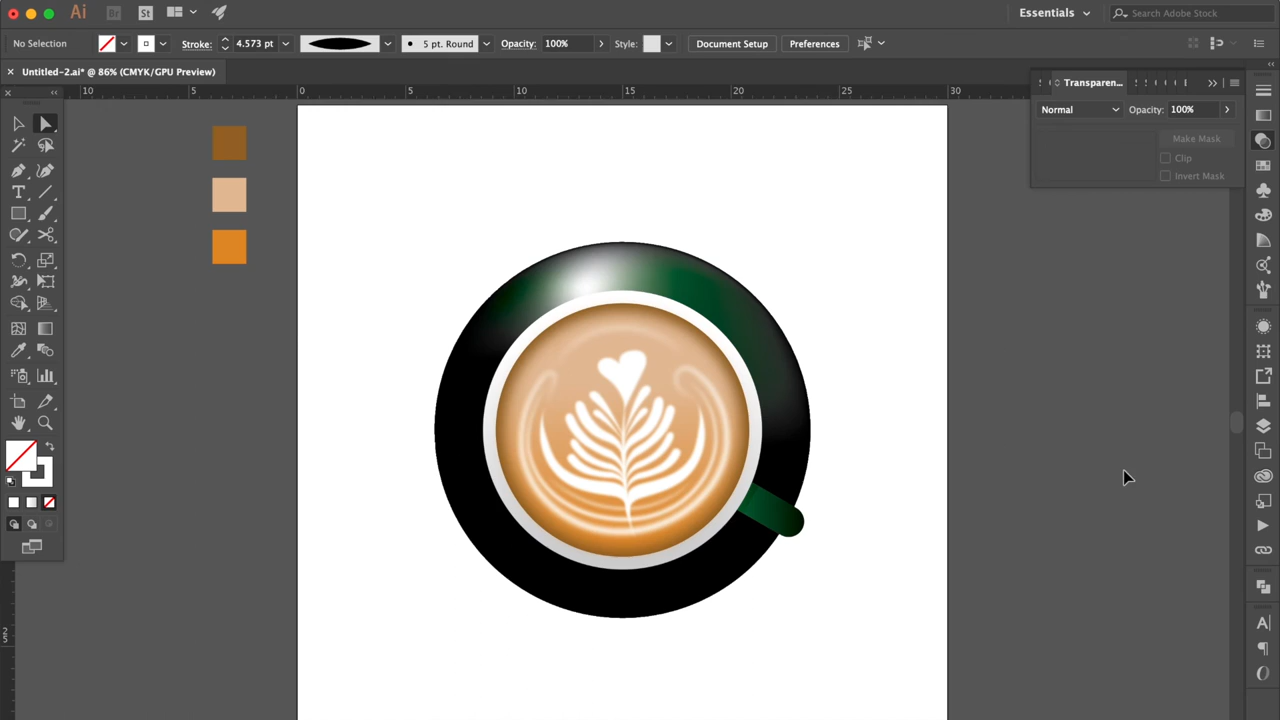 Ai Br St Essentials Search Adobe Stock
No Selection Stroke: 4.573 pt 5 pt. Round Opacity: 100% Style: Document Setup Preferences
× Untitled-2.ai* @ 86% (CMYK/GPU Preview)
10 5 0 5 10 15 20 25 30
Transparen...
Normal Opacity: 100%
Make Mask
Clip
Invert Mask
2
5